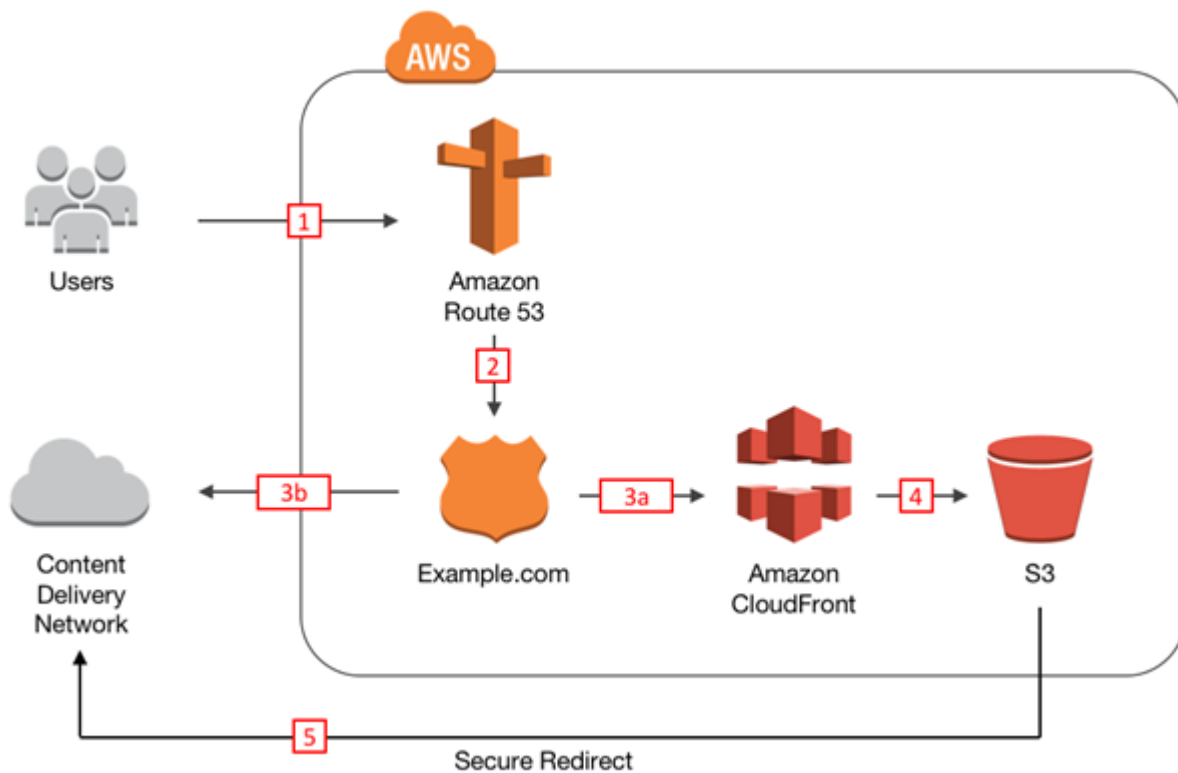 AWS
1
Users
Amazon
Route 53
2
3b
3a
4
Content
Delivery
Network
Example.com
Amazon
CloudFront
S3
5
Secure Redirect